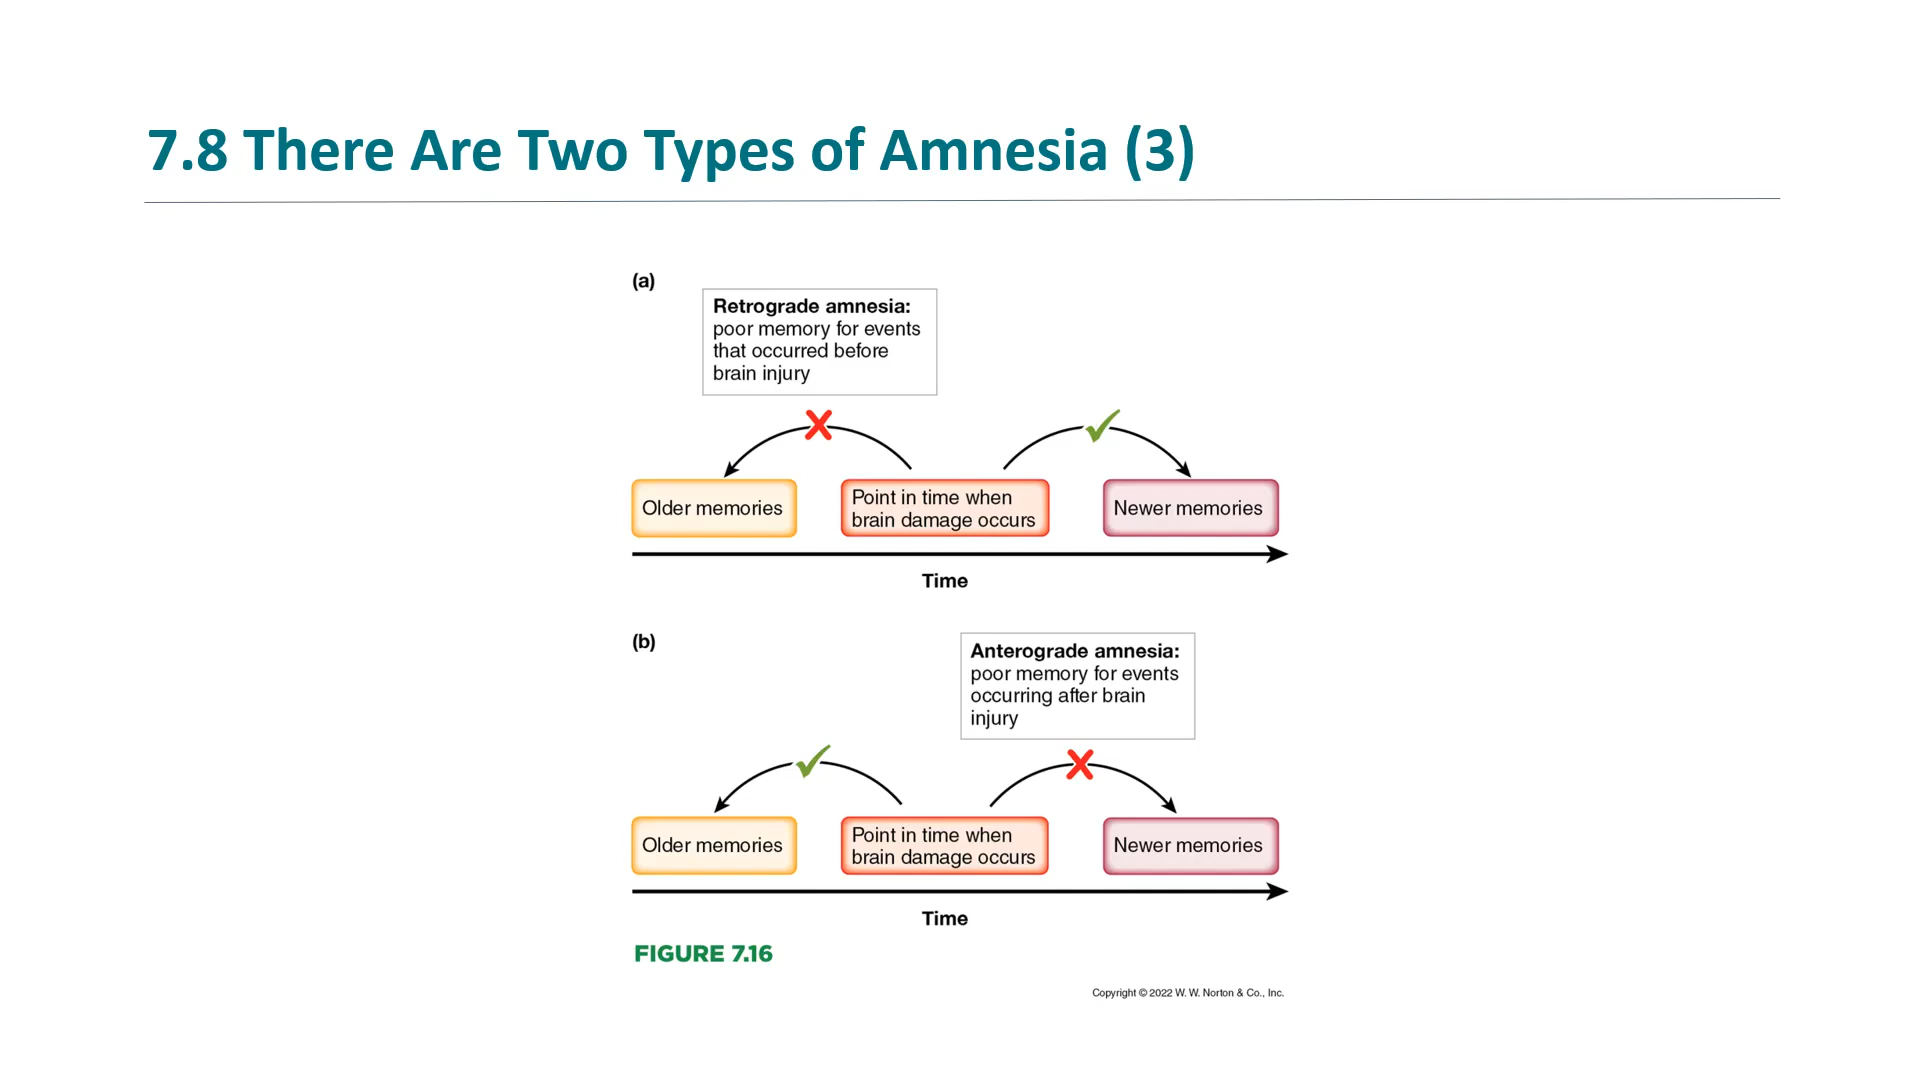 7.8 There Are Two Types of Amnesia (3)
(a)
Retrograde amnesia:
poor memory for events
that occurred before
brain injury
Older memories
Point in time when
brain damage occurs
Newer memories
Time
(b)
Anterograde amnesia:
poor memory for events
occurring after brain
injury
Older memories
Point in time when
brain damage occurs
Newer memories
Time
FIGURE 7.16
Copyright © 2022 W. W. Norton & Co., Inc.